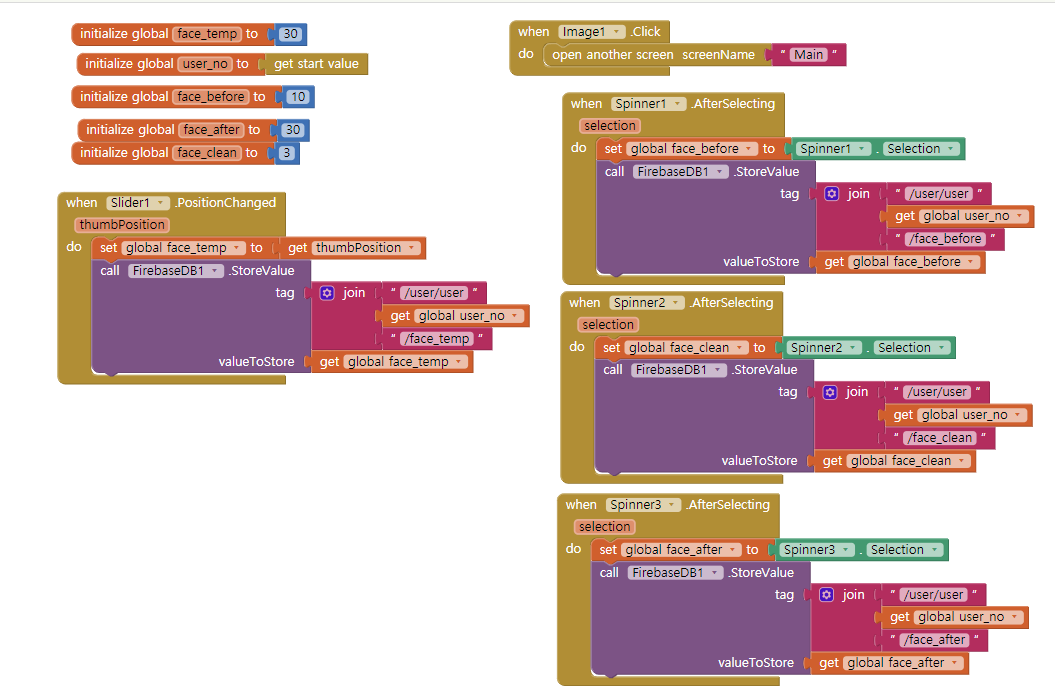 initialize global face_temp to 30
initialize global user_no to get start value
initialize global face_before to 10
initialize global face_after to 30
initialize global face_clean to 3
when Slider1 .PositionChanged
thumbPosition
do set global face_temp to get thumbPosition
call FirebaseDB1 .StoreValue
tag join " /user/user "
get global user_no
" /face_temp "
valueToStore get global face_temp
when Image1 .Click
do open another screen screenName " Main "
when Spinner1 .AfterSelecting
selection
do set global face_before to Spinner1 . Selection
call FirebaseDB1 .StoreValue
tag join " /user/user "
get global user_no
" /face_before "
valueToStore get global face_before
when Spinner2 .AfterSelecting
selection
do set global face_clean to Spinner2 . Selection
call FirebaseDB1 .StoreValue
tag join " /user/user "
get global user_no
" /face_clean "
valueToStore get global face_clean
when Spinner3 .AfterSelecting
selection
do set global face_after to Spinner3 . Selection
call FirebaseDB1 .StoreValue
tag join " /user/user "
get global user_no
" /face_after "
valueToStore get global face_after